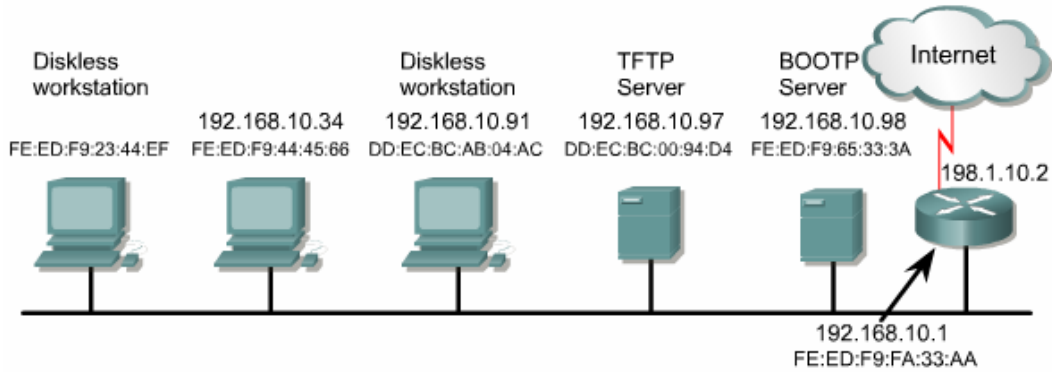 Diskless
workstation
FE:ED:F9:23:44:EF
192.168.10.34
FE:ED:F9:44:45:66
Diskless
workstation
192.168.10.91
DD:EC:BC:AB:04:AC
TFTP
Server
192.168.10.97
DD:EC:BC:00:94:D4
BOOTP
Server
192.168.10.98
FE:ED:F9:65:33:3A
Internet
198.1.10.2
192.168.10.1
FE:ED:F9:FA:33:AA